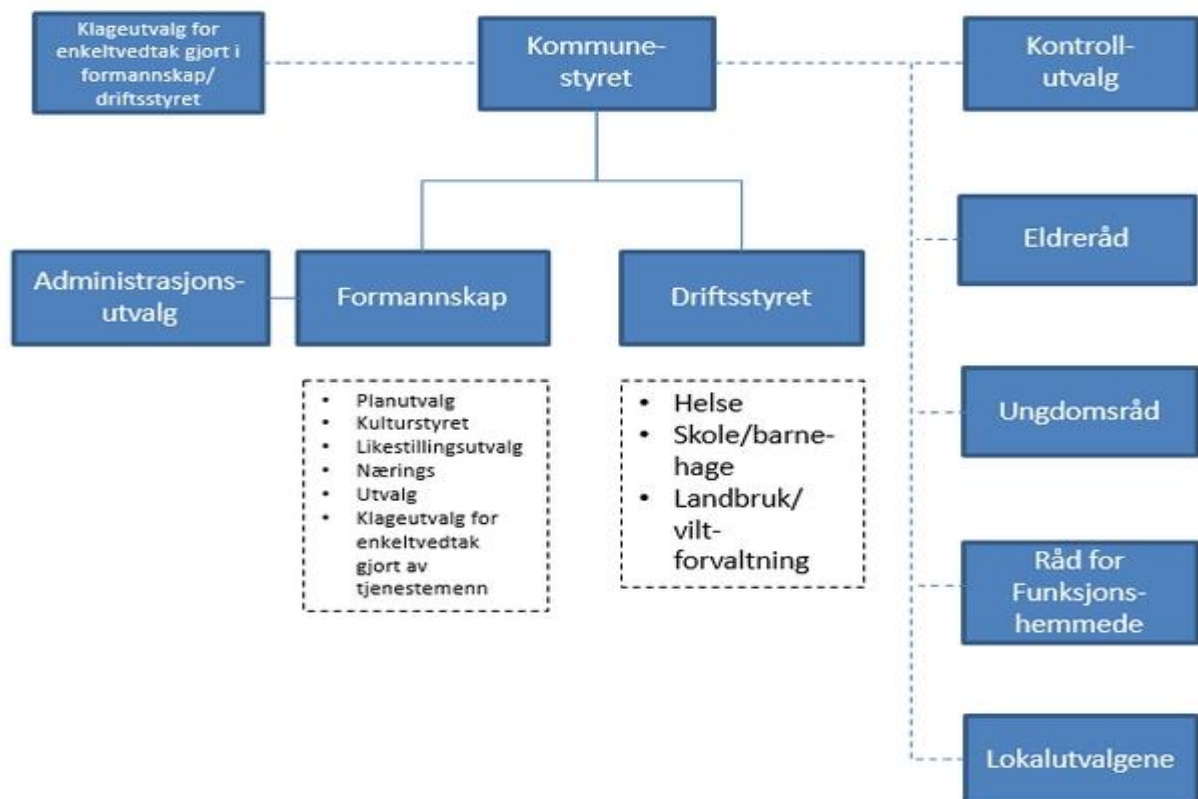 Klageutvalg for
enkeltvedtak gjort i
formannskap/
driftsstyret
Kommune-
styret
Kontroll-
utvalg
Eldreråd
Administrasjons-
utvalg
Formannskap
Driftsstyret
• Planutvalg
• Kulturstyret
• Likestillingsutvalg
• Nærings
• Utvalg
• Klageutvalg for
enkeltvedtak
gjort av
tjenestemenn
• Helse
• Skole/barne-
hage
• Landbruk/
vilt-
forvaltning
Ungdomsråd
Råd for
Funksjons-
hemmede
Lokalutvalgene